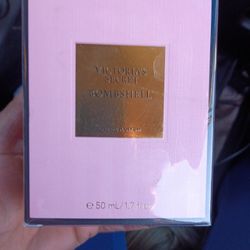 VICTORIA'S
SECRET
BOMBSHELL
℮ 50 mL/1.7 fl